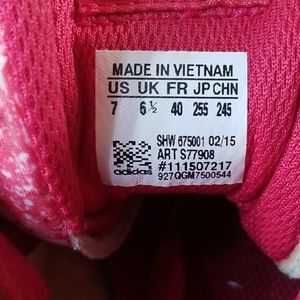 MADE IN VIETNAM
US UK FR JP CHN
7 6½ 40 255 245
SHW 675001 02/15
ART S77908
#111507217
927QGM7500544
adidas